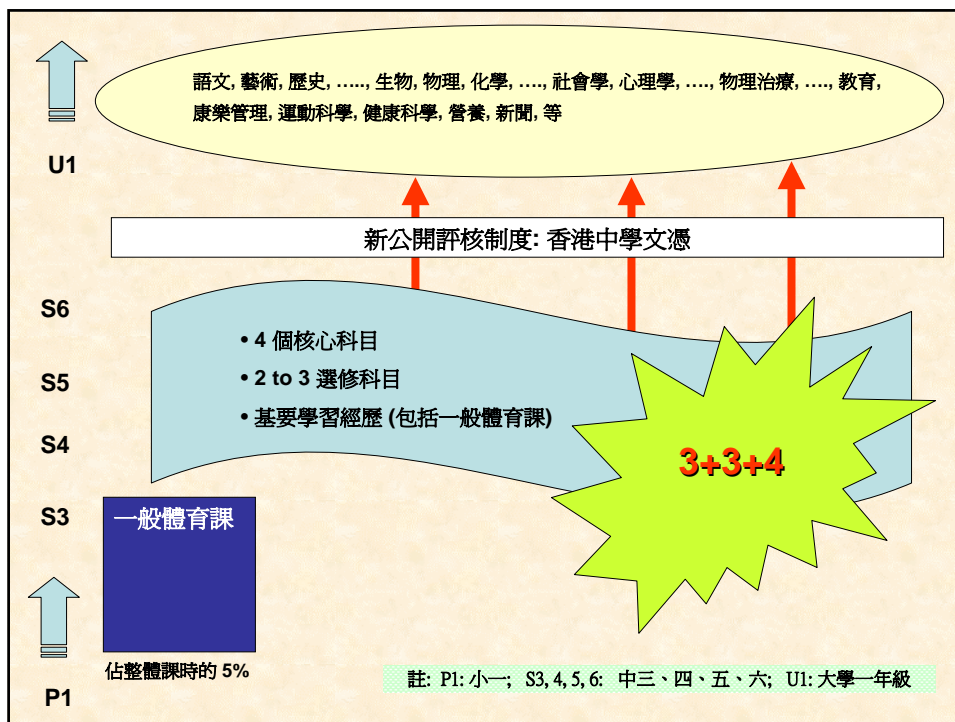 語文, 藝術, 歷史, ....., 生物, 物理, 化學, ...., 社會學, 心理學, ...., 物理治療, ...., 教育,
康樂管理, 運動科學, 健康科學, 營養, 新聞, 等
U1
新公開評核制度: 香港中學文憑
S6
• 4 個核心科目
• 2 to 3 選修科目
S5
• 基要學習經歷 (包括一般體育課)
S4
3+3+4
S3
一般體育課
佔整體課時的 5%
P1
註: P1: 小一; S3, 4, 5, 6: 中三、四、五、六; U1: 大學一年級